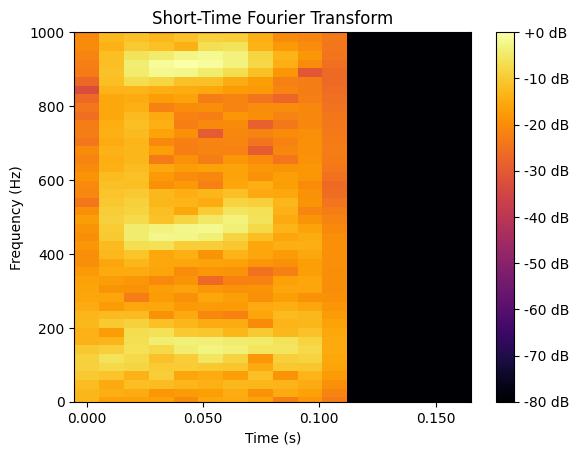 Short-Time Fourier Transform
1000
800
600
400
200
0
Frequency (Hz)
0.000
0.050
0.100
0.150
Time (s)
+0 dB
-10 dB
-20 dB
-30 dB
-40 dB
-50 dB
-60 dB
-70 dB
-80 dB